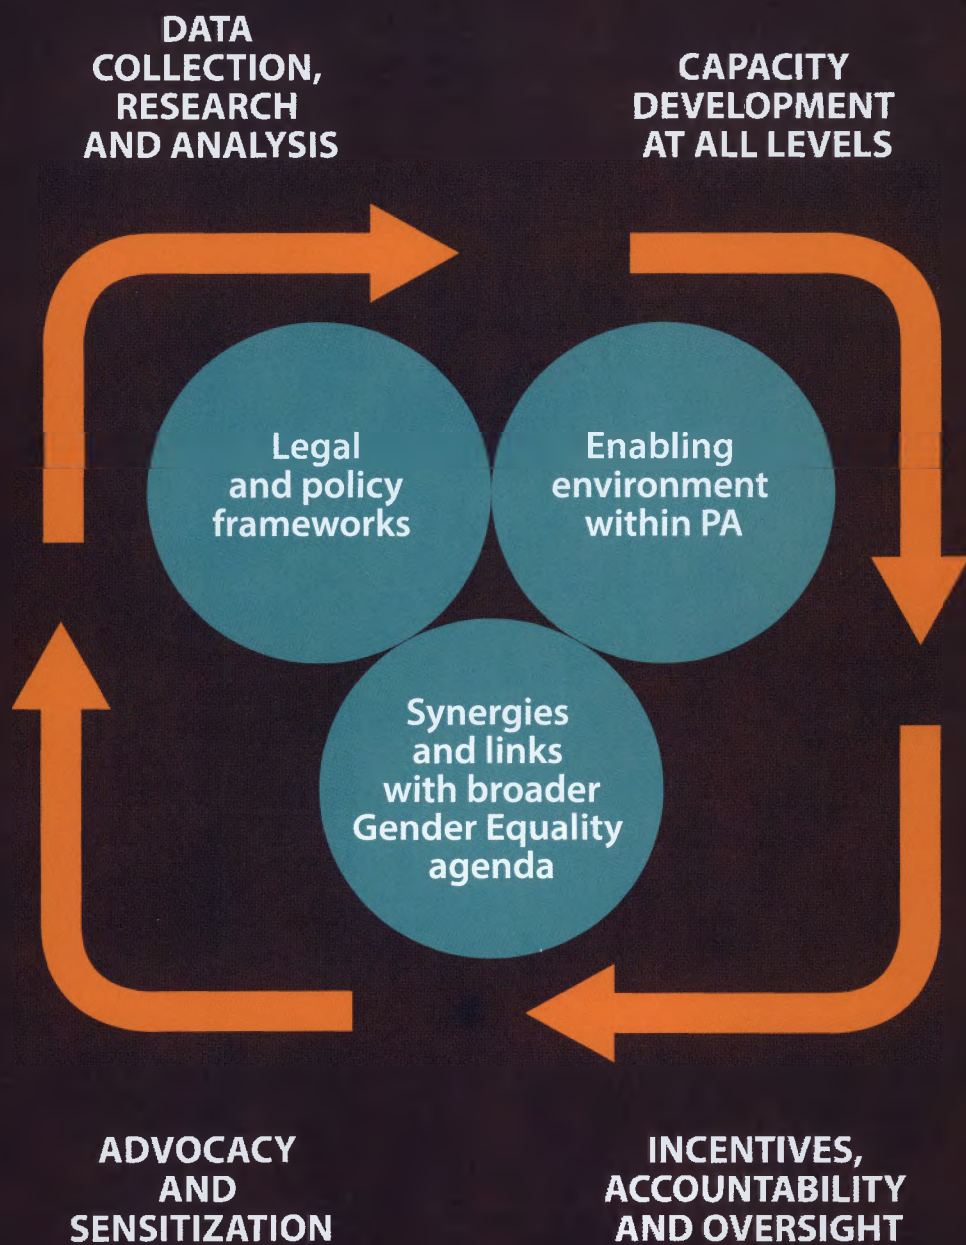 DATA
COLLECTION,
RESEARCH
AND ANALYSIS
CAPACITY
DEVELOPMENT
AT ALL LEVELS
Legal
and policy
frameworks
Enabling
environment
within PA
Synergies
and links
with broader
Gender Equality
agenda
ADVOCACY
AND
SENSITIZATION
INCENTIVES,
ACCOUNTABILITY
AND OVERSIGHT